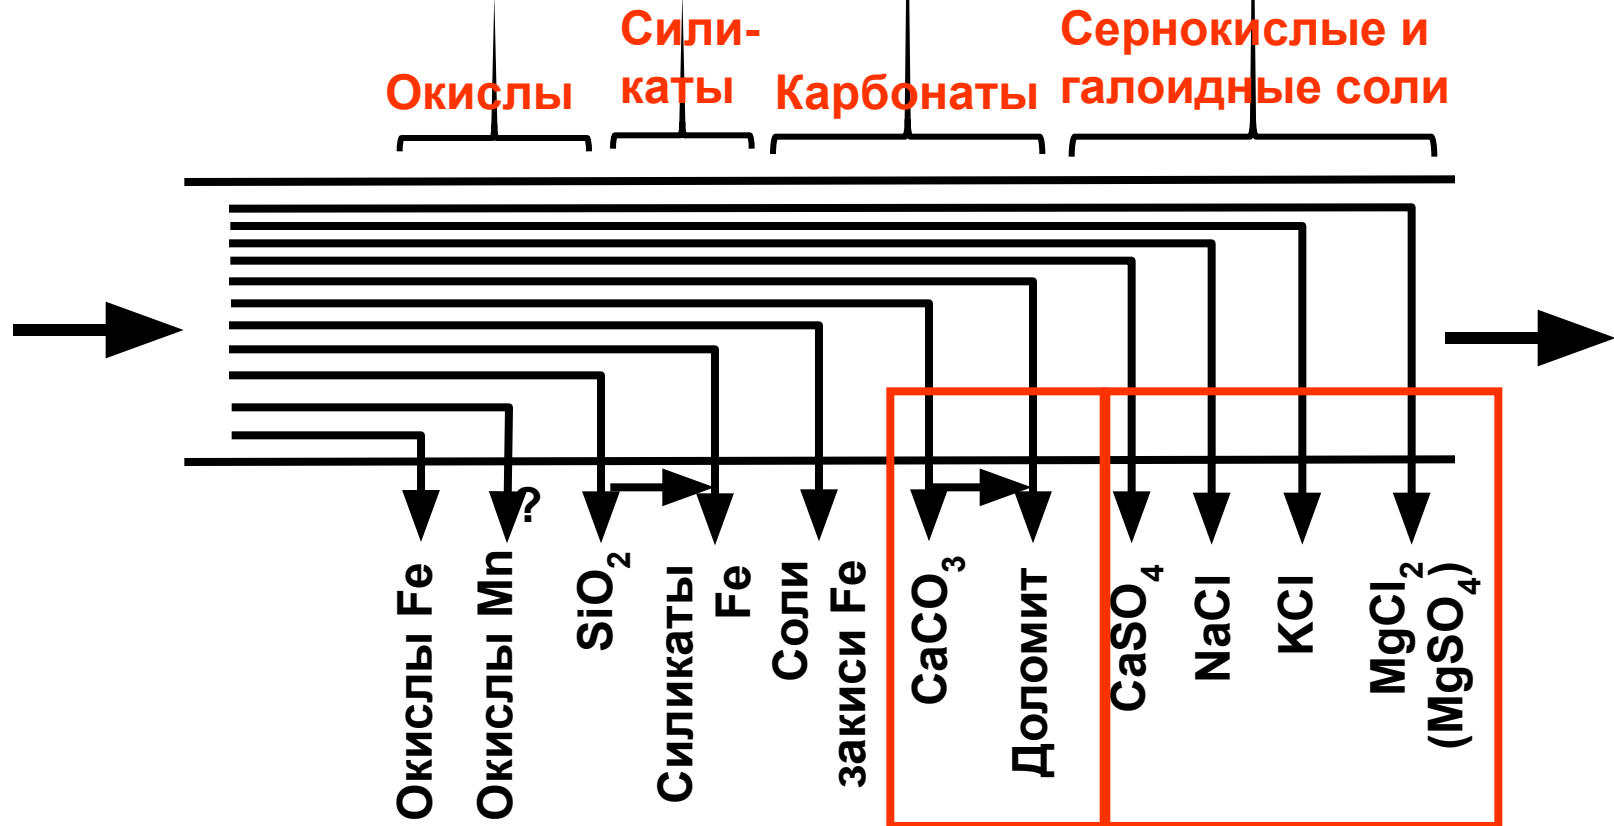 Окислы
Сили-
каты
Карбонаты
Сернокислые и
галоидные соли
?
Окислы Fe
Окислы Mn
SiO₂
Силикаты
Fe
Соли
закиси Fe
CaCO₃
Доломит
CaSO₄
NaCl
KCl
MgCl₂
(MgSO₄)